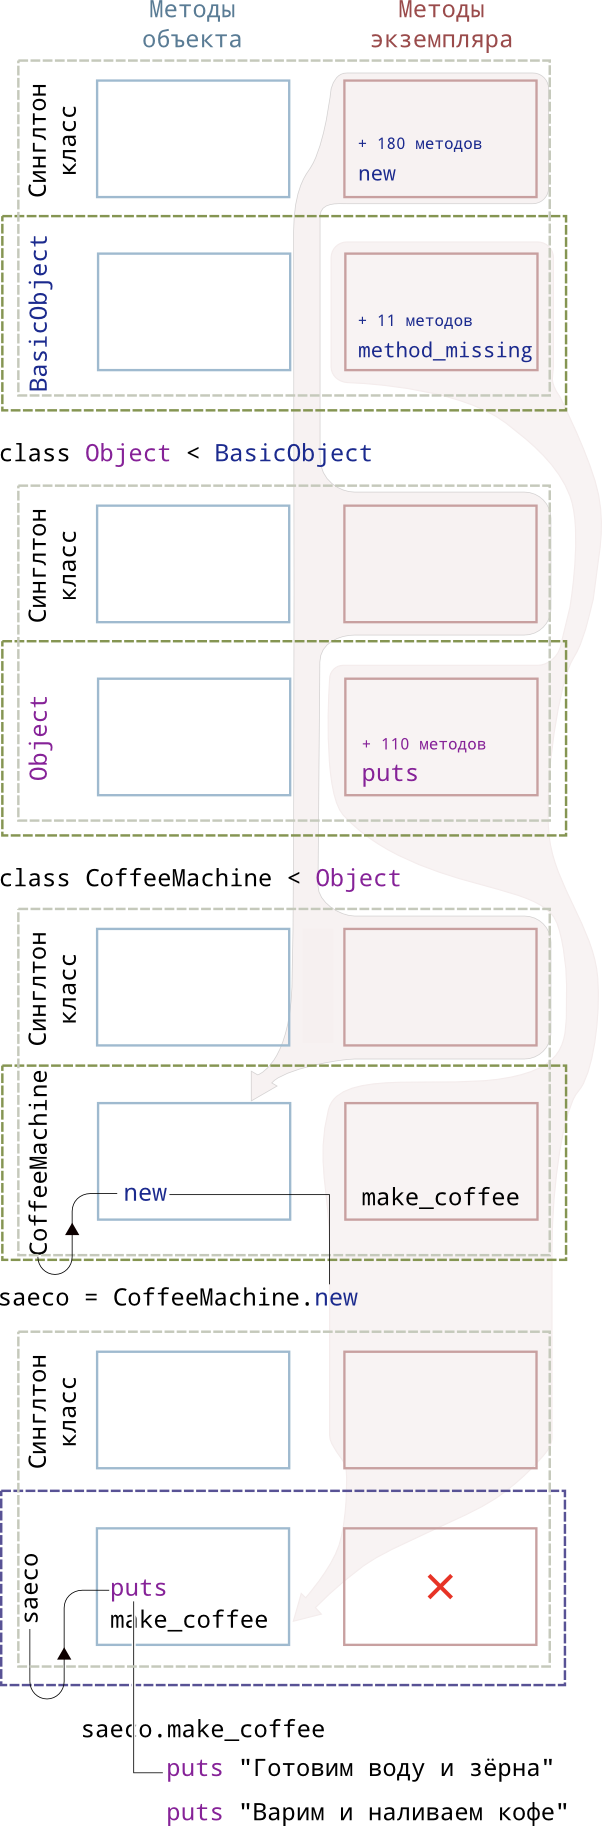 Методы
объекта
Методы
экземпляра
Синглтон
класс
+ 180 методов
new
BasicObject
+ 11 методов
method_missing
class Object < BasicObject
Синглтон
класс
Object
+ 110 методов
puts
class CoffeeMachine < Object
Синглтон
класс
CoffeeMachine
new
make_coffee
saeco = CoffeeMachine.new
Синглтон
класс
saeco
puts
make_coffee
saeco.make_coffee
puts "Готовим воду и зёрна"
puts "Варим и наливаем кофе"